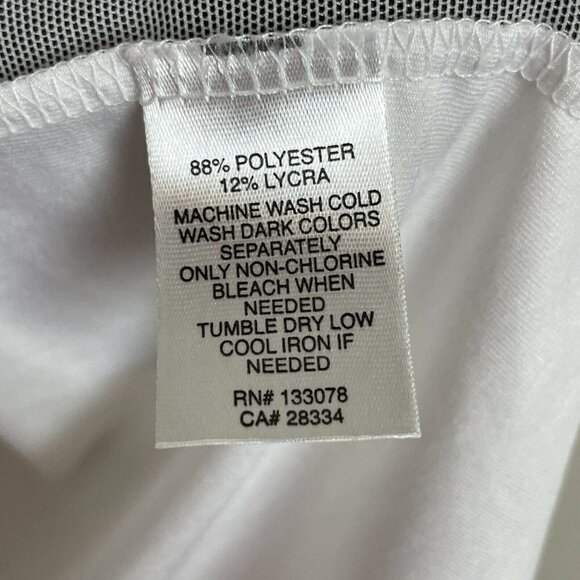 88% POLYESTER
12% LYCRA
MACHINE WASH COLD
WASH DARK COLORS
SEPARATELY
ONLY NON-CHLORINE
BLEACH WHEN
NEEDED
TUMBLE DRY LOW
COOL IRON IF
NEEDED
RN# 133078
CA# 28334